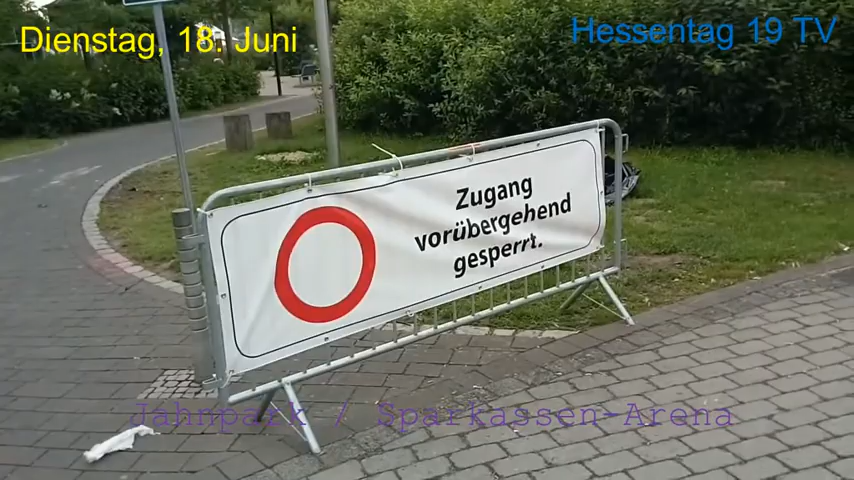 Dienstag, 18. Juni
Hessentag 19 TV
Zugang
vorübergehend
gesperrt.
Jahnpark / Sparkassen-Arena